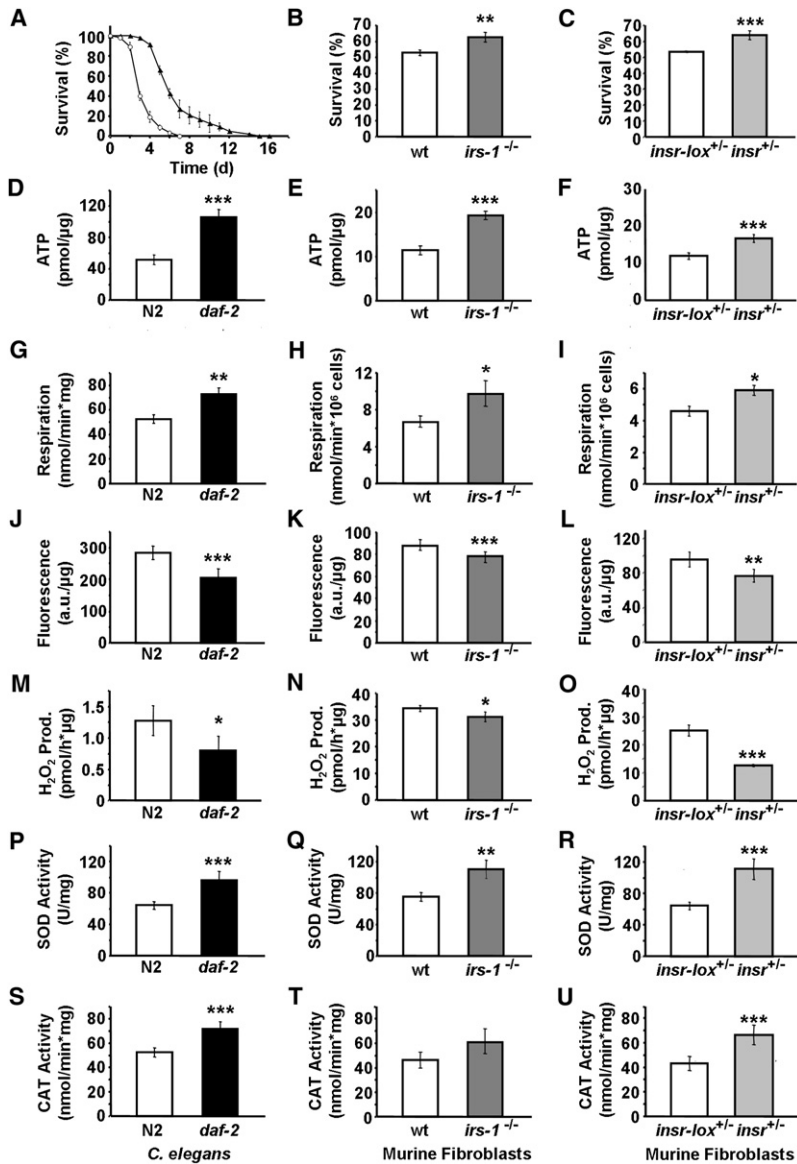 A
Survival (%)
100
80
60
40
20
0
0 4 8 12 16
Time (d)
B
Survival (%)
70
60
50
40
30
20
10
0
**
wt irs-1 -/-
C
Survival (%)
70
60
50
40
30
20
10
0
***
insr-lox+/- insr+/-
D
ATP
(pmol/µg)
120
80
40
0
***
N2 daf-2
E
ATP
(pmol/µg)
20
10
0
***
wt irs-1 -/-
F
ATP
(pmol/µg)
30
20
10
0
***
insr-lox+/- insr+/-
G
Respiration
(nmol/min*mg)
80
60
40
20
0
**
N2 daf-2
H
Respiration
(nmol/min*10⁶ cells)
12
8
4
0
*
wt irs-1 -/-
I
Respiration
(nmol/min*10⁶ cells)
6
4
2
0
*
insr-lox+/- insr+/-
J
Fluorescence
(a.u./µg)
300
200
100
0
***
N2 daf-2
K
Fluorescence
(a.u./µg)
100
80
60
40
20
0
***
wt irs-1 -/-
L
Fluorescence
(a.u./µg)
120
80
40
0
**
insr-lox+/- insr+/-
M
H₂O₂ Prod.
(pmol/h*µg)
1.5
1.0
0.5
0
*
N2 daf-2
N
H₂O₂ Prod.
(pmol/h*µg)
40
30
20
10
0
*
wt irs-1 -/-
O
H₂O₂ Prod.
(pmol/h*µg)
40
30
20
10
0
***
insr-lox+/- insr+/-
P
SOD Activity
(U/mg)
120
80
40
0
***
N2 daf-2
Q
SOD Activity
(U/mg)
120
80
40
0
**
wt irs-1 -/-
R
SOD Activity
(U/mg)
120
80
40
0
***
insr-lox+/- insr+/-
S
CAT Activity
(nmol/min*mg)
80
60
40
20
0
***
N2 daf-2
C. elegans
T
CAT Activity
(nmol/min*mg)
80
60
40
20
0
wt irs-1 -/-
Murine Fibroblasts
U
CAT Activity
(nmol/min*mg)
80
60
40
20
0
***
insr-lox+/- insr+/-
Murine Fibroblasts